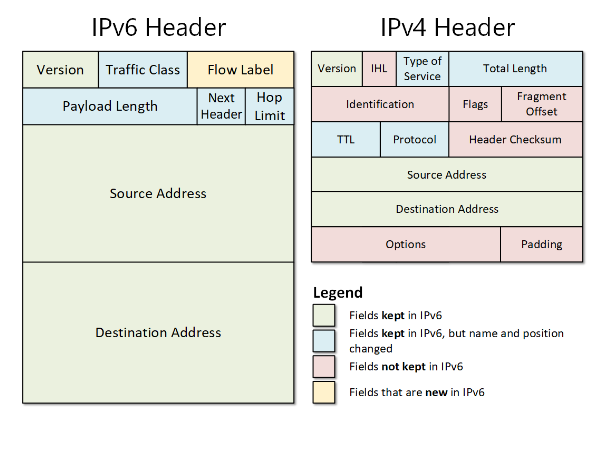 IPv6 Header
IPv4 Header
Version
Traffic Class
Flow Label
Payload Length
Next
Header
Hop
Limit
Source Address
Destination Address
Version
IHL
Type of
Service
Total Length
Identification
Flags
Fragment
Offset
TTL
Protocol
Header Checksum
Source Address
Destination Address
Options
Padding
Legend
Fields kept in IPv6
Fields kept in IPv6, but name and position
changed
Fields not kept in IPv6
Fields that are new in IPv6